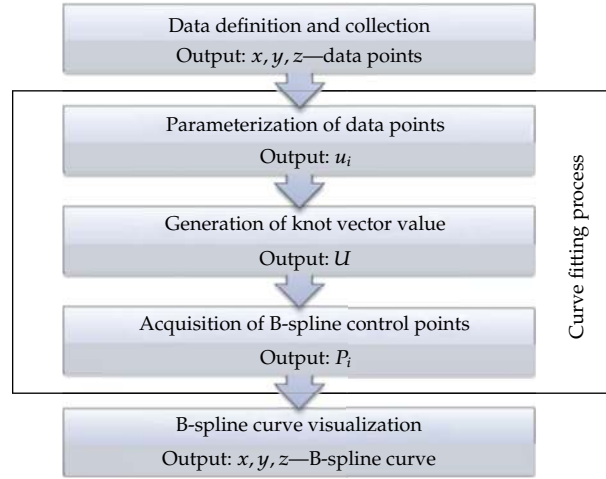 Data definition and collection
Output: x, y, z—data points
Parameterization of data points
Output: uᵢ
Generation of knot vector value
Output: U
Acquisition of B-spline control points
Output: Pᵢ
Curve fitting process
B-spline curve visualization
Output: x, y, z—B-spline curve